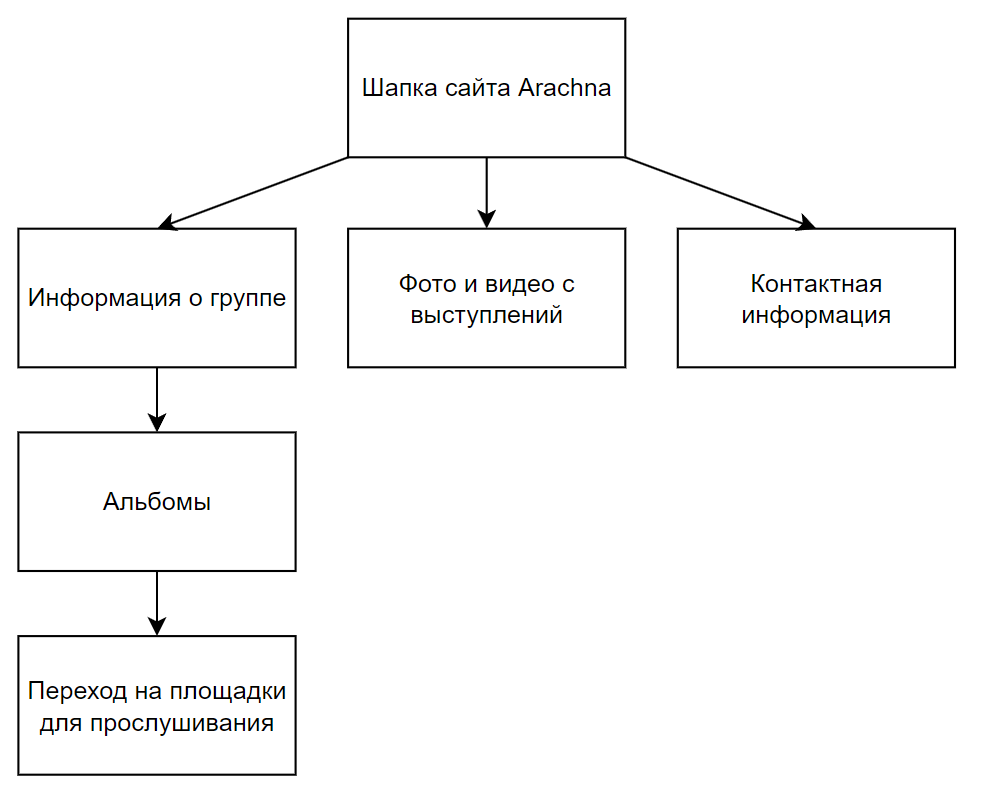 Шапка сайта Arachna
Информация о группе
Фото и видео с
выступлений
Контактная
информация
Альбомы
Переход на площадки
для прослушивания